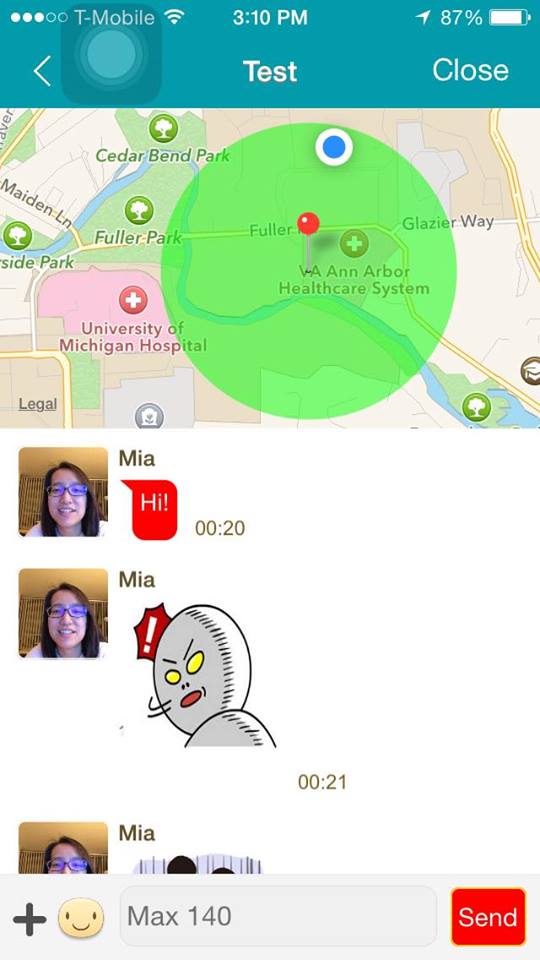 T-Mobile 3:10 PM 87%
Test Close
Cedar Bend Park
Maiden Ln
Fuller Park
Fuller
Glazier Way
VA Ann Arbor
Healthcare System
University of
Michigan Hospital
Legal
Mia
Hi!
00:20
Mia
!
00:21
Mia
Max 140 Send